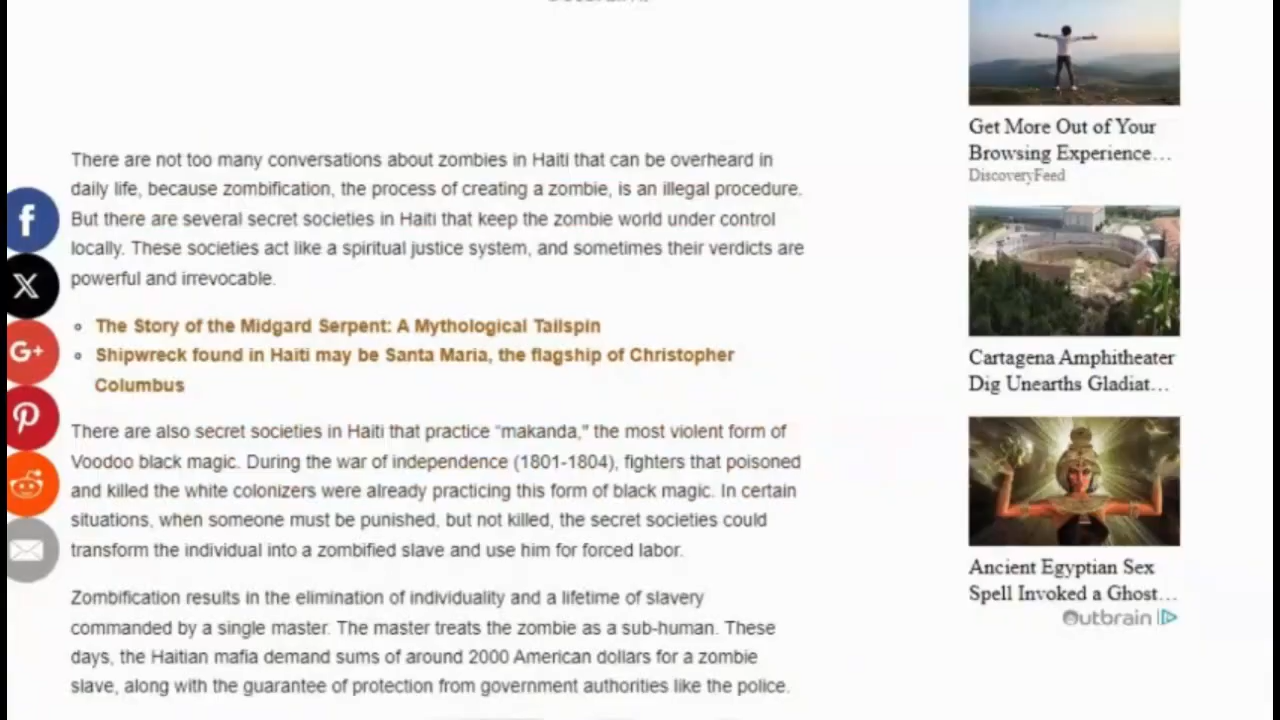 There are not too many conversations about zombies in Haiti that can be overheard in
daily life, because zombification, the process of creating a zombie, is an illegal procedure.
But there are several secret societies in Haiti that keep the zombie world under control
locally. These societies act like a spiritual justice system, and sometimes their verdicts are
powerful and irrevocable.
The Story of the Midgard Serpent: A Mythological Tailspin
Shipwreck found in Haiti may be Santa Maria, the flagship of Christopher
Columbus
There are also secret societies in Haiti that practice “makanda,” the most violent form of
Voodoo black magic. During the war of independence (1801-1804), fighters that poisoned
and killed the white colonizers were already practicing this form of black magic. In certain
situations, when someone must be punished, but not killed, the secret societies could
transform the individual into a zombified slave and use him for forced labor.
Zombification results in the elimination of individuality and a lifetime of slavery
commanded by a single master. The master treats the zombie as a sub-human. These
days, the Haitian mafia demand sums of around 2000 American dollars for a zombie
slave, along with the guarantee of protection from government authorities like the police.
f
X
G+
Get More Out of Your
Browsing Experience…
DiscoveryFeed
Cartagena Amphitheater
Dig Unearths Gladiat…
Ancient Egyptian Sex
Spell Invoked a Ghost…
Outbrain